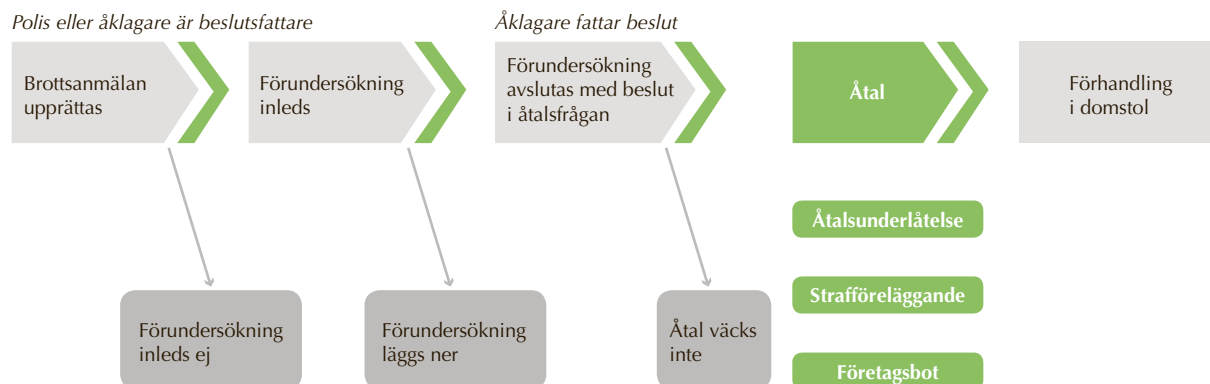 Polis eller åklagare är beslutsfattare
Åklagare fattar beslut
Brottsanmälan
upprättas
Förundersökning
inleds
Förundersökning
avslutas med beslut
i åtalsfrågan
Åtal
Förhandling
i domstol
Åtalsunderlåtelse
Strafföreläggande
Företagsbot
Förundersökning
inleds ej
Förundersökning
läggs ner
Åtal väcks
inte